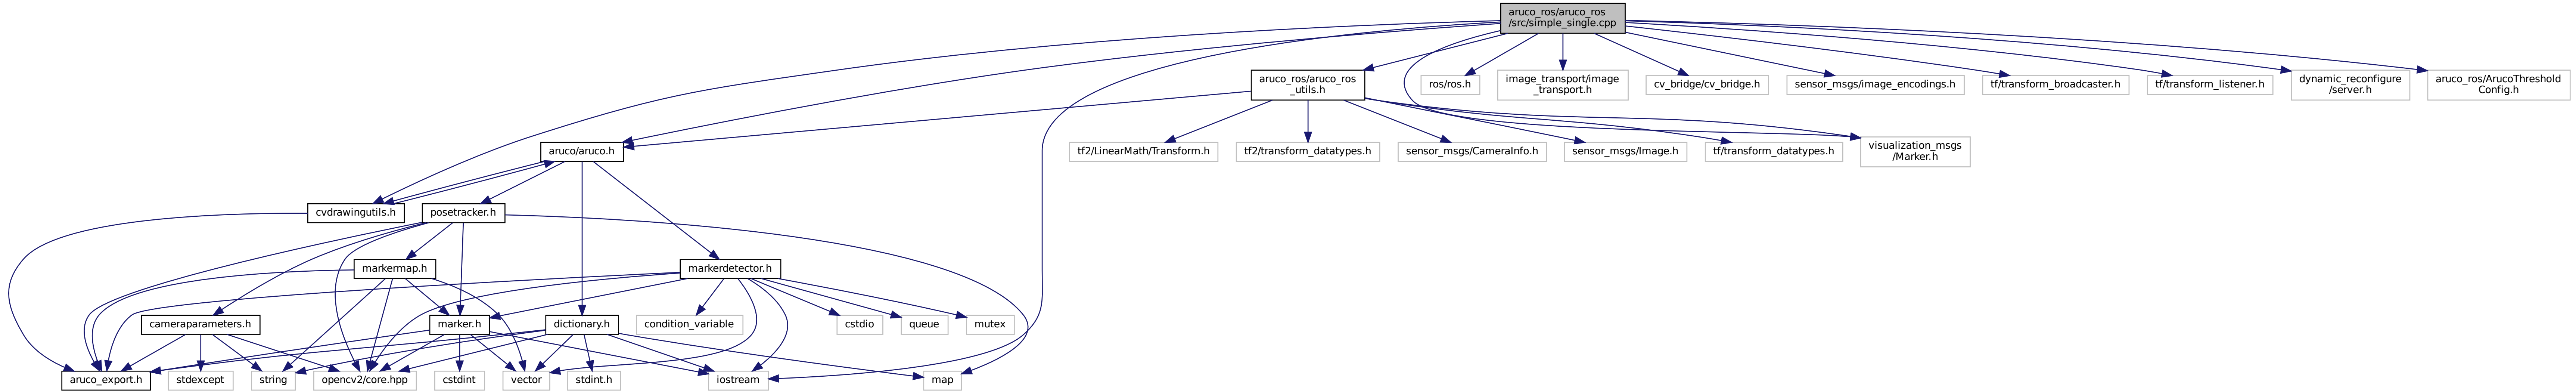 aruco_ros/aruco_ros
/src/simple_single.cpp
aruco_ros/aruco_ros
_utils.h
ros/ros.h
image_transport/image
_transport.h
cv_bridge/cv_bridge.h
sensor_msgs/image_encodings.h
tf/transform_broadcaster.h
tf/transform_listener.h
dynamic_reconfigure
/server.h
aruco_ros/ArucoThreshold
Config.h
aruco/aruco.h
tf2/LinearMath/Transform.h
tf2/transform_datatypes.h
sensor_msgs/CameraInfo.h
sensor_msgs/Image.h
tf/transform_datatypes.h
visualization_msgs
/Marker.h
cvdrawingutils.h
posetracker.h
markermap.h
markerdetector.h
cameraparameters.h
marker.h
dictionary.h
condition_variable
cstdio
queue
mutex
aruco_export.h
stdexcept
string
opencv2/core.hpp
cstdint
vector
stdint.h
iostream
map